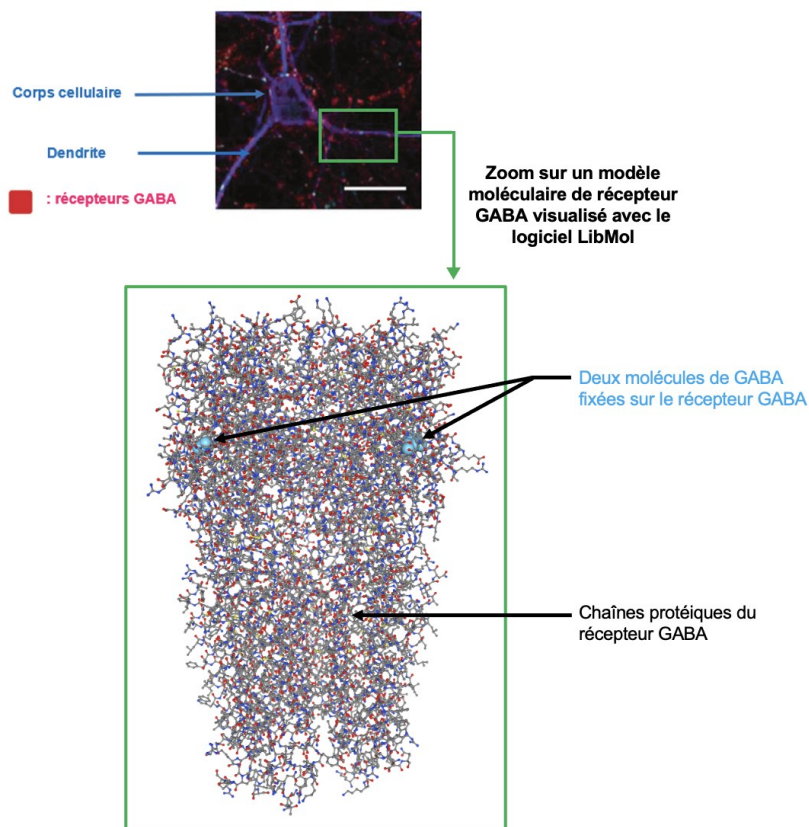 Corps cellulaire
Dendrite
: récepteurs GABA
Zoom sur un modèle
moléculaire de récepteur
GABA visualisé avec le
logiciel LibMol
Deux molécules de GABA
fixées sur le récepteur GABA
Chaînes protéiques du
récepteur GABA